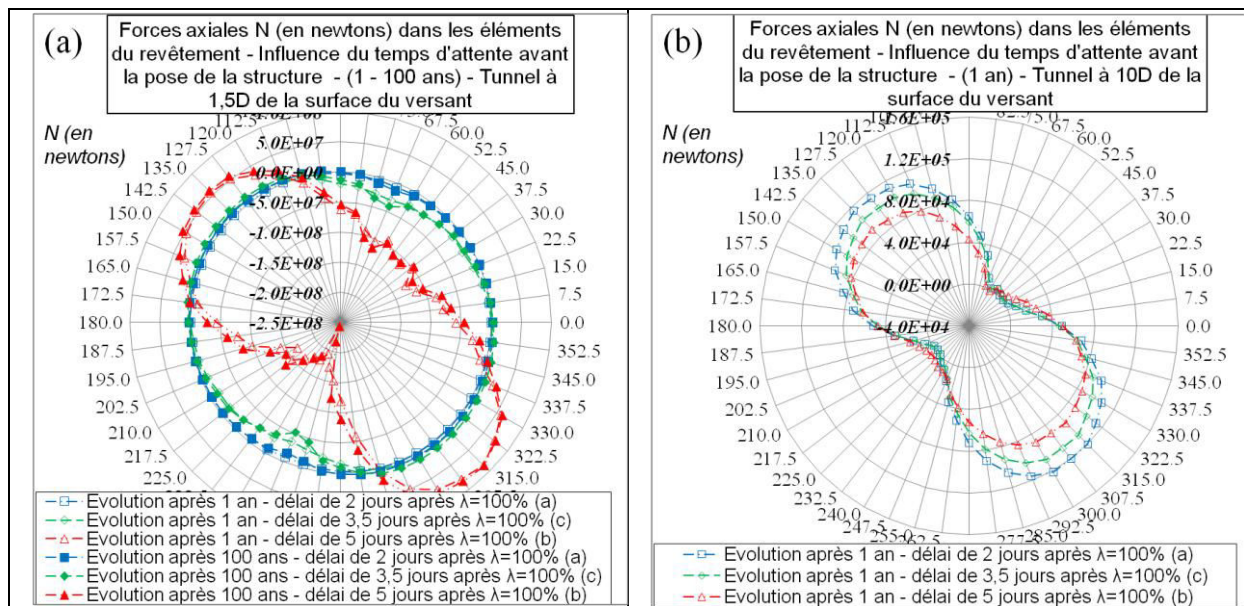 (a)
Forces axiales N (en newtons) dans les éléments
du revêtement - Influence du temps d'attente avant
la pose de la structure - (1 - 100 ans) - Tunnel à
1,5D de la surface du versant
N (en
newtons)
112.5
120.0
127.5
135.0
142.5
150.0
157.5
165.0
172.5
180.0
187.5
195.0
202.5
210.0
217.5
225.0
67.5
60.0
52.5
45.0
37.5
30.0
22.5
15.0
7.5
0.0
352.5
345.0
337.5
330.0
322.5
315.0
5.0E+07
0.0E+00
-5.0E+07
-1.0E+08
-1.5E+08
-2.0E+08
-2.5E+08
Evolution après 1 an - délai de 2 jours après λ=100% (a)
Evolution après 1 an - délai de 3,5 jours après λ=100% (c)
Evolution après 1 an - délai de 5 jours après λ=100% (b)
Evolution après 100 ans - délai de 2 jours après λ=100% (a)
Evolution après 100 ans - délai de 3,5 jours après λ=100% (c)
Evolution après 100 ans - délai de 5 jours après λ=100% (b)
(b)
Forces axiales N (en newtons) dans les éléments
du revêtement - Influence du temps d'attente avant
la pose de la structure - (1 an) - Tunnel à 10D de la
surface du versant
N (en
newtons)
112.5
120.0
127.5
135.0
142.5
150.0
157.5
165.0
172.5
180.0
187.5
195.0
202.5
210.0
217.5
225.0
232.5
240.0
247.5
255.0
67.5
60.0
52.5
45.0
37.5
30.0
22.5
15.0
7.5
0.0
352.5
345.0
337.5
330.0
322.5
315.0
307.5
300.0
292.5
285.0
1.6E+05
1.2E+05
8.0E+04
4.0E+04
0.0E+00
-4.0E+04
Evolution après 1 an - délai de 2 jours après λ=100% (a)
Evolution après 1 an - délai de 3,5 jours après λ=100% (c)
Evolution après 1 an - délai de 5 jours après λ=100% (b)